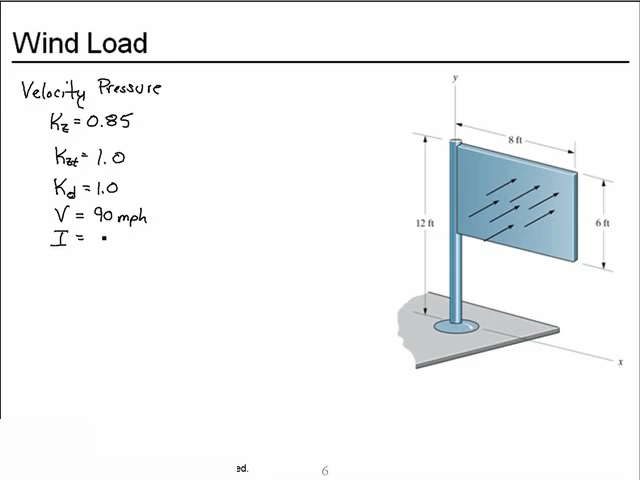 Wind Load
Velocity Pressure
Kz = 0.85
Kzt = 1.0
Kd = 1.0
V = 90 mph
I =
y
8 ft
12 ft
6 ft
x
ed.
6